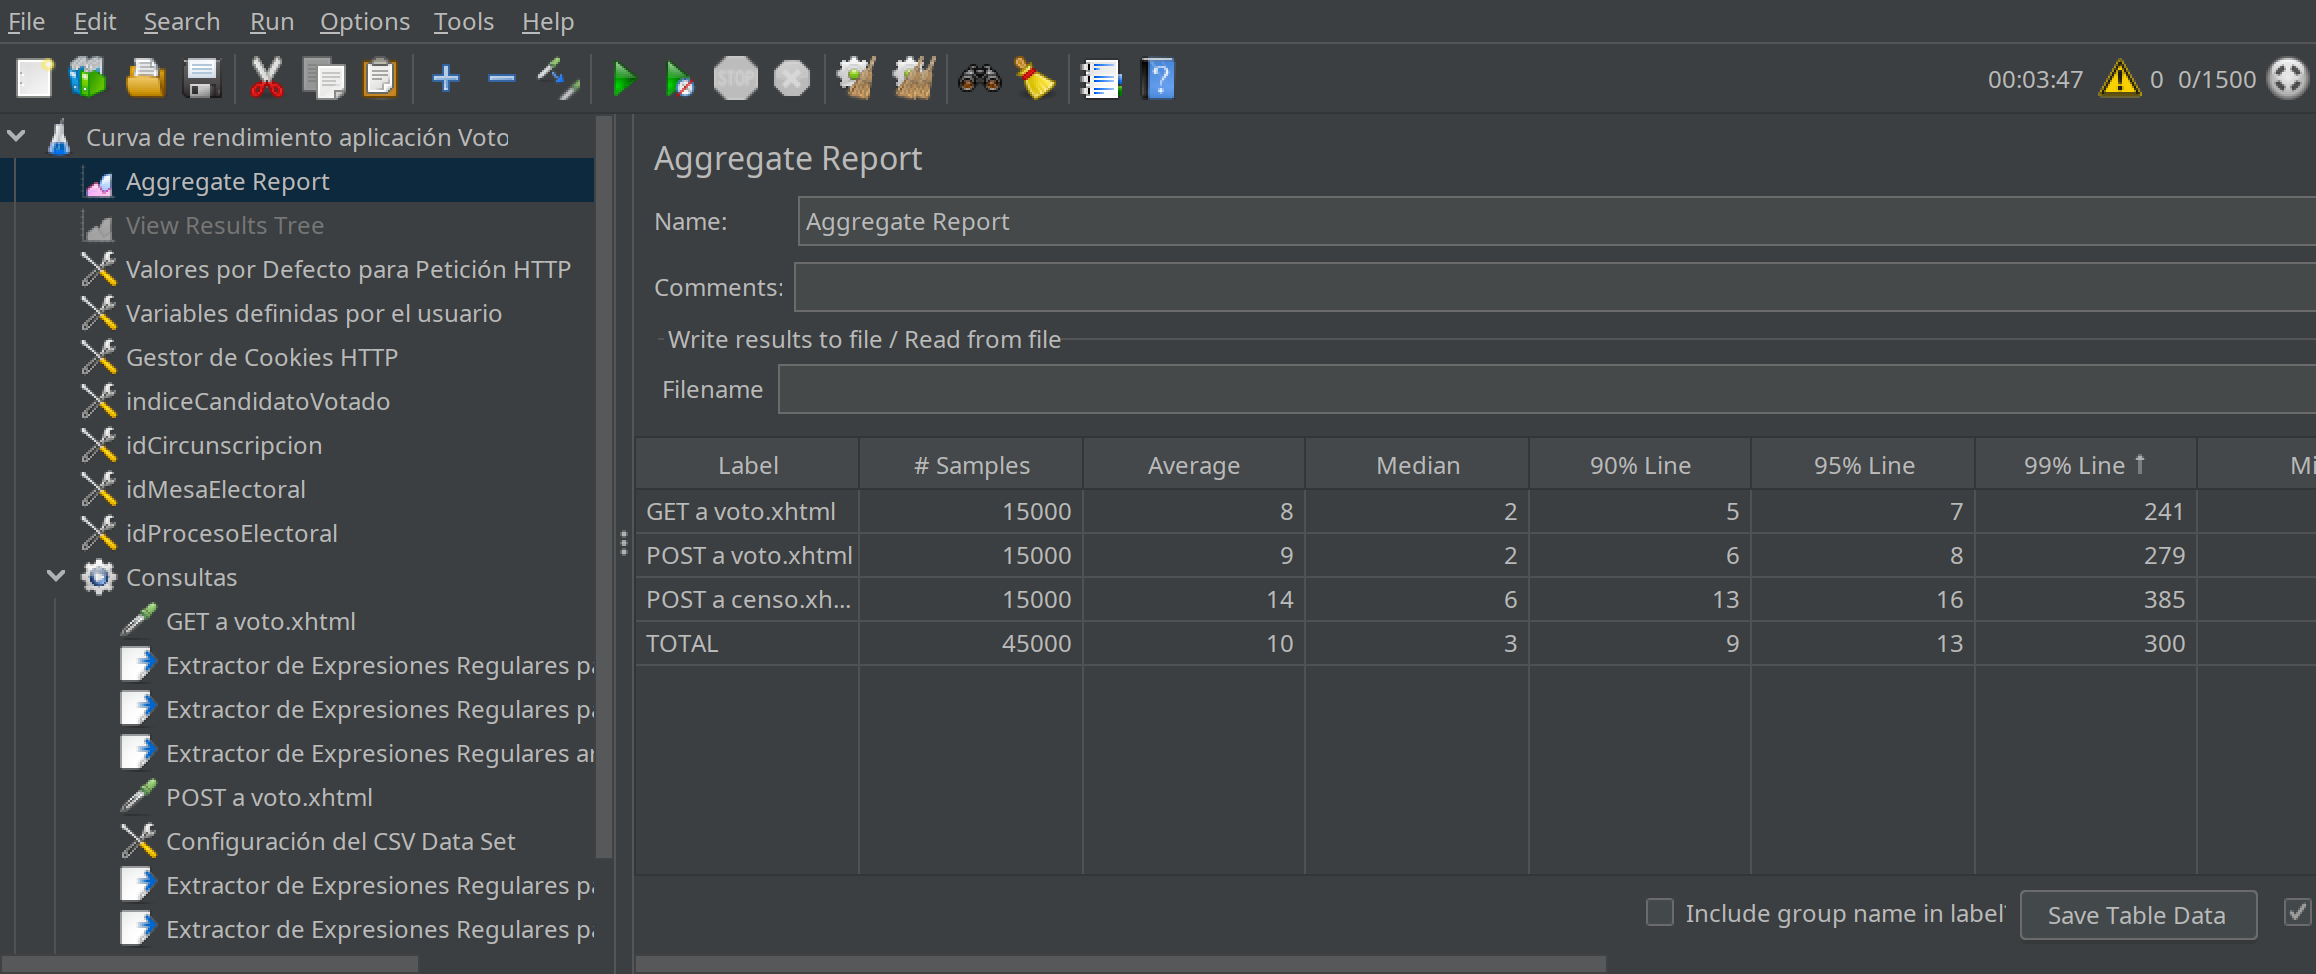 File Edit Search Run Options Tools Help
STOP
00:03:47 0 0/1500
Curva de rendimiento aplicación Voto
Aggregate Report
View Results Tree
Valores por Defecto para Petición HTTP
Variables definidas por el usuario
Gestor de Cookies HTTP
indiceCandidatoVotado
idCircunscripcion
idMesaElectoral
idProcesoElectoral
Consultas
GET a voto.xhtml
Extractor de Expresiones Regulares pa
Extractor de Expresiones Regulares pa
Extractor de Expresiones Regulares ar
POST a voto.xhtml
Configuración del CSV Data Set
Extractor de Expresiones Regulares pa
Extractor de Expresiones Regulares pa
Aggregate Report
Name: Aggregate Report
Comments:
Write results to file / Read from file
Filename
Label # Samples Average Median 90% Line 95% Line 99% Line ↑ Mi
GET a voto.xhtml 15000 8 2 5 7 241
POST a voto.xhtml 15000 9 2 6 8 279
POST a censo.xh... 15000 14 6 13 16 385
TOTAL 45000 10 3 9 13 300
Include group name in label Save Table Data